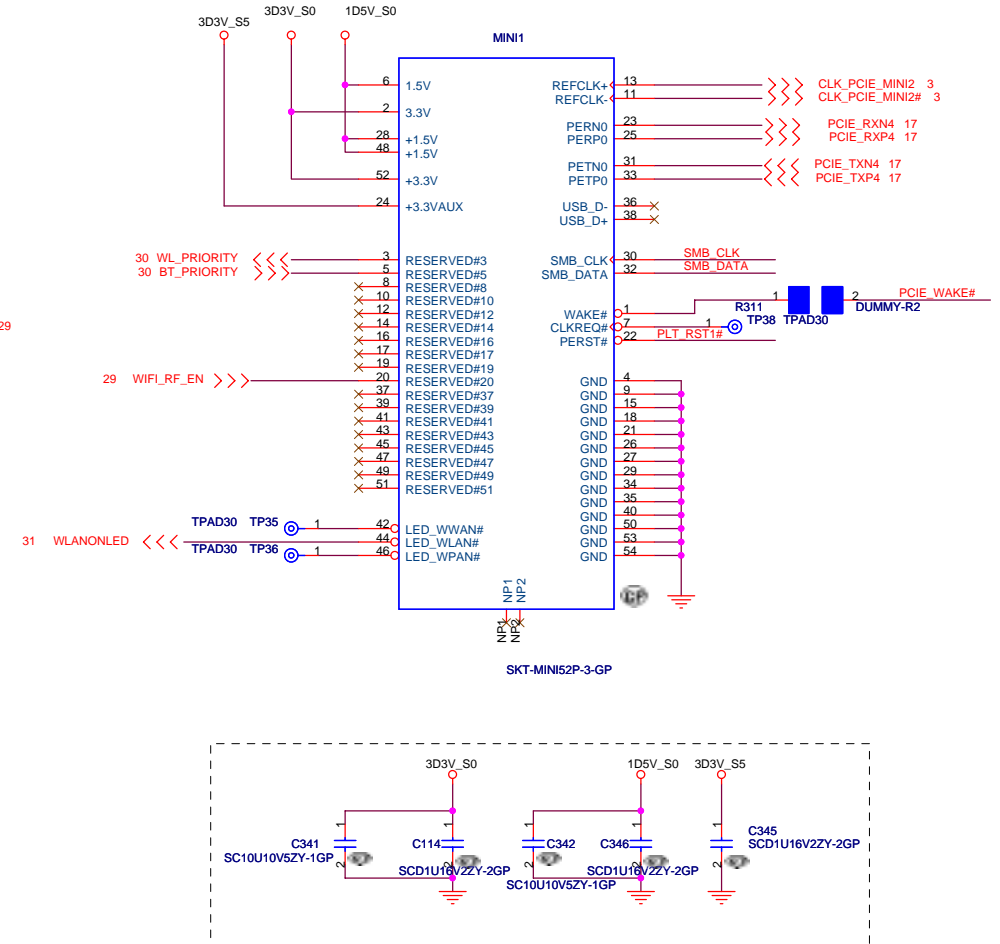 3D3V_S5
3D3V_S0
1D5V_S0
MINI1
6 1.5V
2 3.3V
28 +1.5V
48 +1.5V
52 +3.3V
24 +3.3VAUX
30 WL_PRIORITY 3 RESERVED#3
30 BT_PRIORITY 5 RESERVED#5
8 RESERVED#8
10 RESERVED#10
12 RESERVED#12
14 RESERVED#14
29
16 RESERVED#16
17 RESERVED#17
19 RESERVED#19
29 WIFI_RF_EN 20 RESERVED#20
37 RESERVED#37
39 RESERVED#39
41 RESERVED#41
43 RESERVED#43
45 RESERVED#45
47 RESERVED#47
49 RESERVED#49
51 RESERVED#51
TPAD30 TP35 1 42 LED_WWAN#
31 WLANONLED 44 LED_WLAN#
TPAD30 TP36 1 46 LED_WPAN#
REFCLK+ 13 CLK_PCIE_MINI2 3
REFCLK- 11 CLK_PCIE_MINI2# 3
PERN0 23 PCIE_RXN4 17
PERP0 25 PCIE_RXP4 17
PETN0 31 PCIE_TXN4 17
PETP0 33 PCIE_TXP4 17
USB_D- 36
USB_D+ 38
SMB_CLK 30 SMB_CLK
SMB_DATA 32 SMB_DATA
WAKE# 1 1 R311 2 DUMMY-R2 PCIE_WAKE#
CLKREQ# 7 1 TP38 TPAD30
PERST# 22 PLT_RST1#
GND 4
GND 9
GND 15
GND 18
GND 21
GND 26
GND 27
GND 29
GND 34
GND 35
GND 40
GND 50
GND 53
GND 54
NP1 NP2
GP
NP1 NP2
SKT-MINI52P-3-GP
3D3V_S0
1D5V_S0
3D3V_S5
1 C341 2
SC10U10V5ZY-1GP
1 C114 2
SCD1U16V2ZY-2GP
1 C342 2
SC10U10V5ZY-1GP
1 C346 2
SCD1U16V2ZY-2GP
1 C345 2
SCD1U16V2ZY-2GP